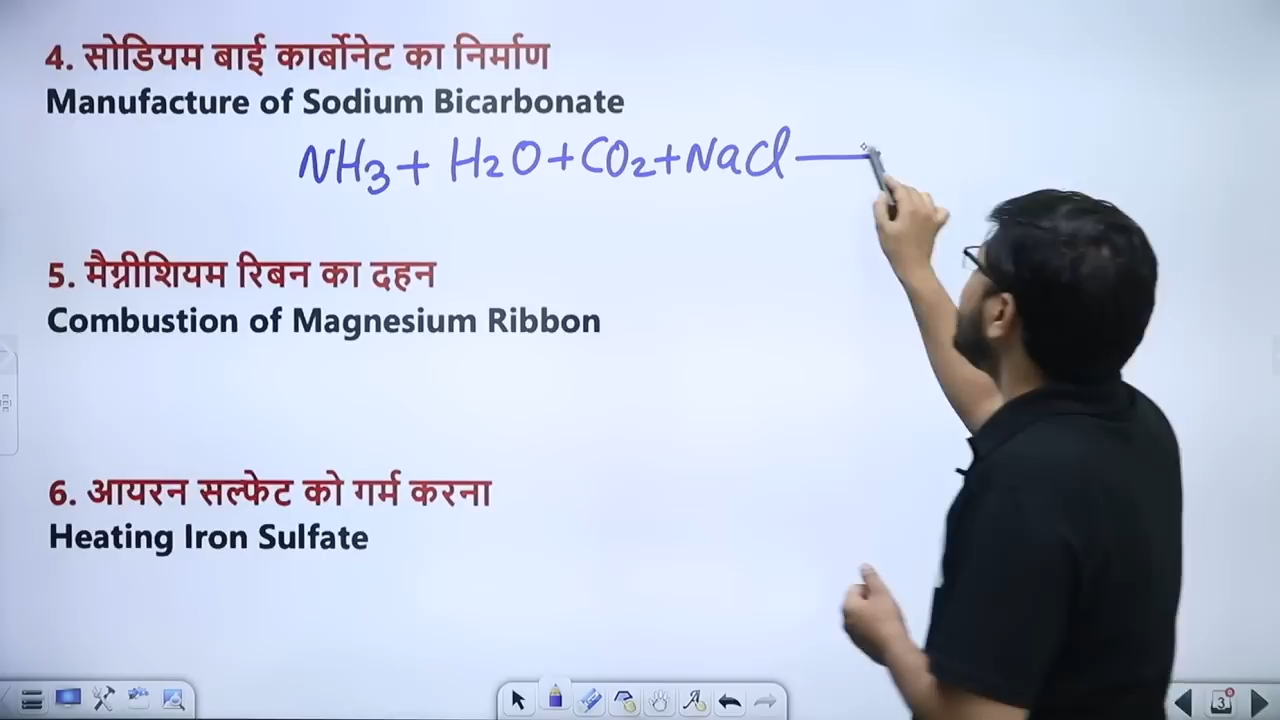 4. सोडियम बाई कार्बोनेट का निर्माण
Manufacture of Sodium Bicarbonate
NH3 + H2O + CO2 + NaCl
5. मैग्नीशियम रिबन का दहन
Combustion of Magnesium Ribbon
6. आयरन सल्फेट को गर्म करना
Heating Iron Sulfate
3